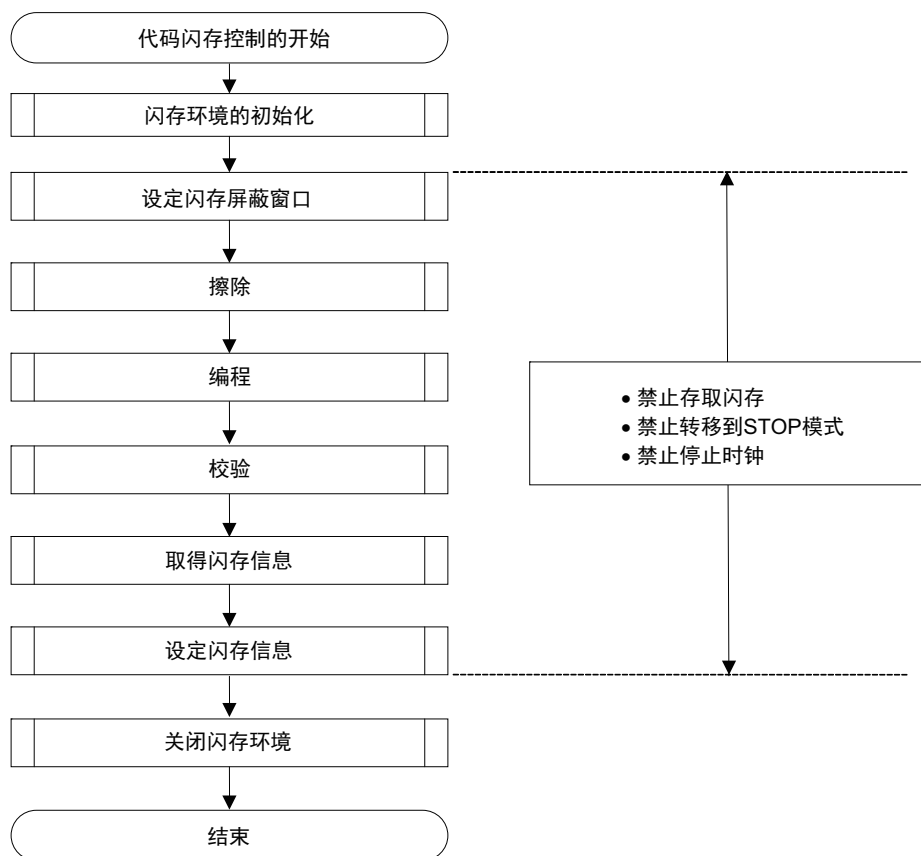 代码闪存控制的开始
闪存环境的初始化
设定闪存屏蔽窗口
擦除
编程
校验
取得闪存信息
设定闪存信息
关闭闪存环境
结束
• 禁止存取闪存
• 禁止转移到STOP模式
• 禁止停止时钟